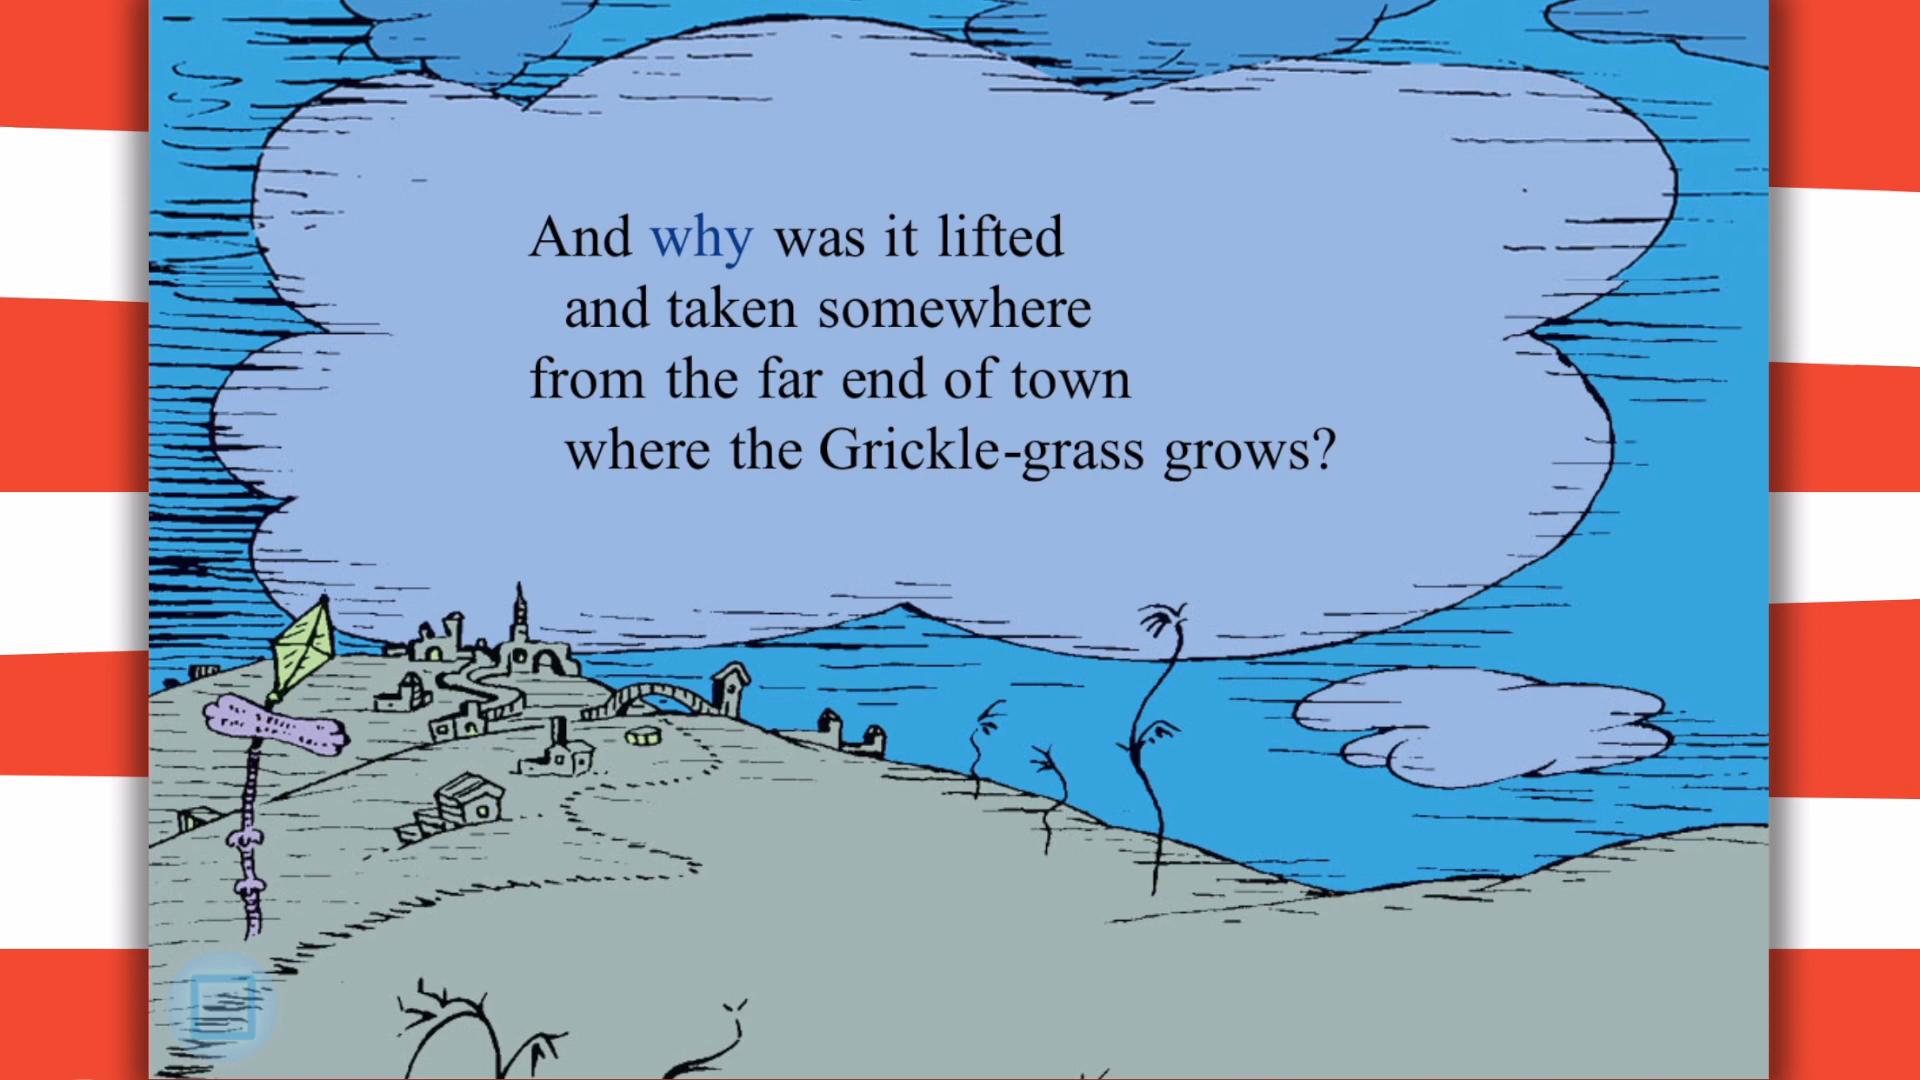 And why was it lifted
and taken somewhere
from the far end of town
where the Grickle-grass grows?